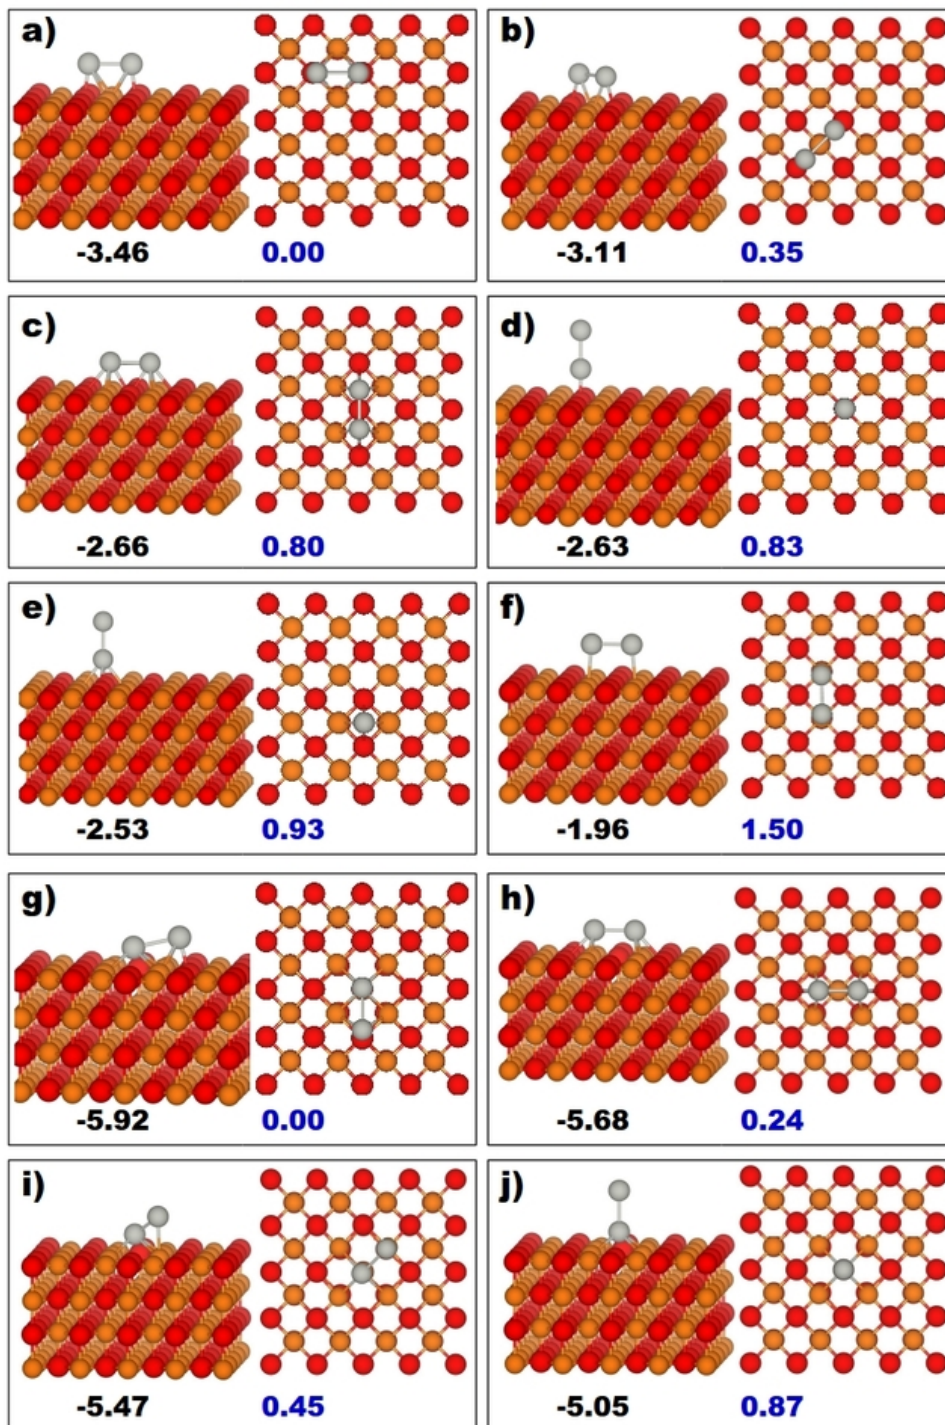 a)
-3.46 0.00
b)
-3.11 0.35
c)
-2.66 0.80
d)
-2.63 0.83
e)
-2.53 0.93
f)
-1.96 1.50
g)
-5.92 0.00
h)
-5.68 0.24
i)
-5.47 0.45
j)
-5.05 0.87